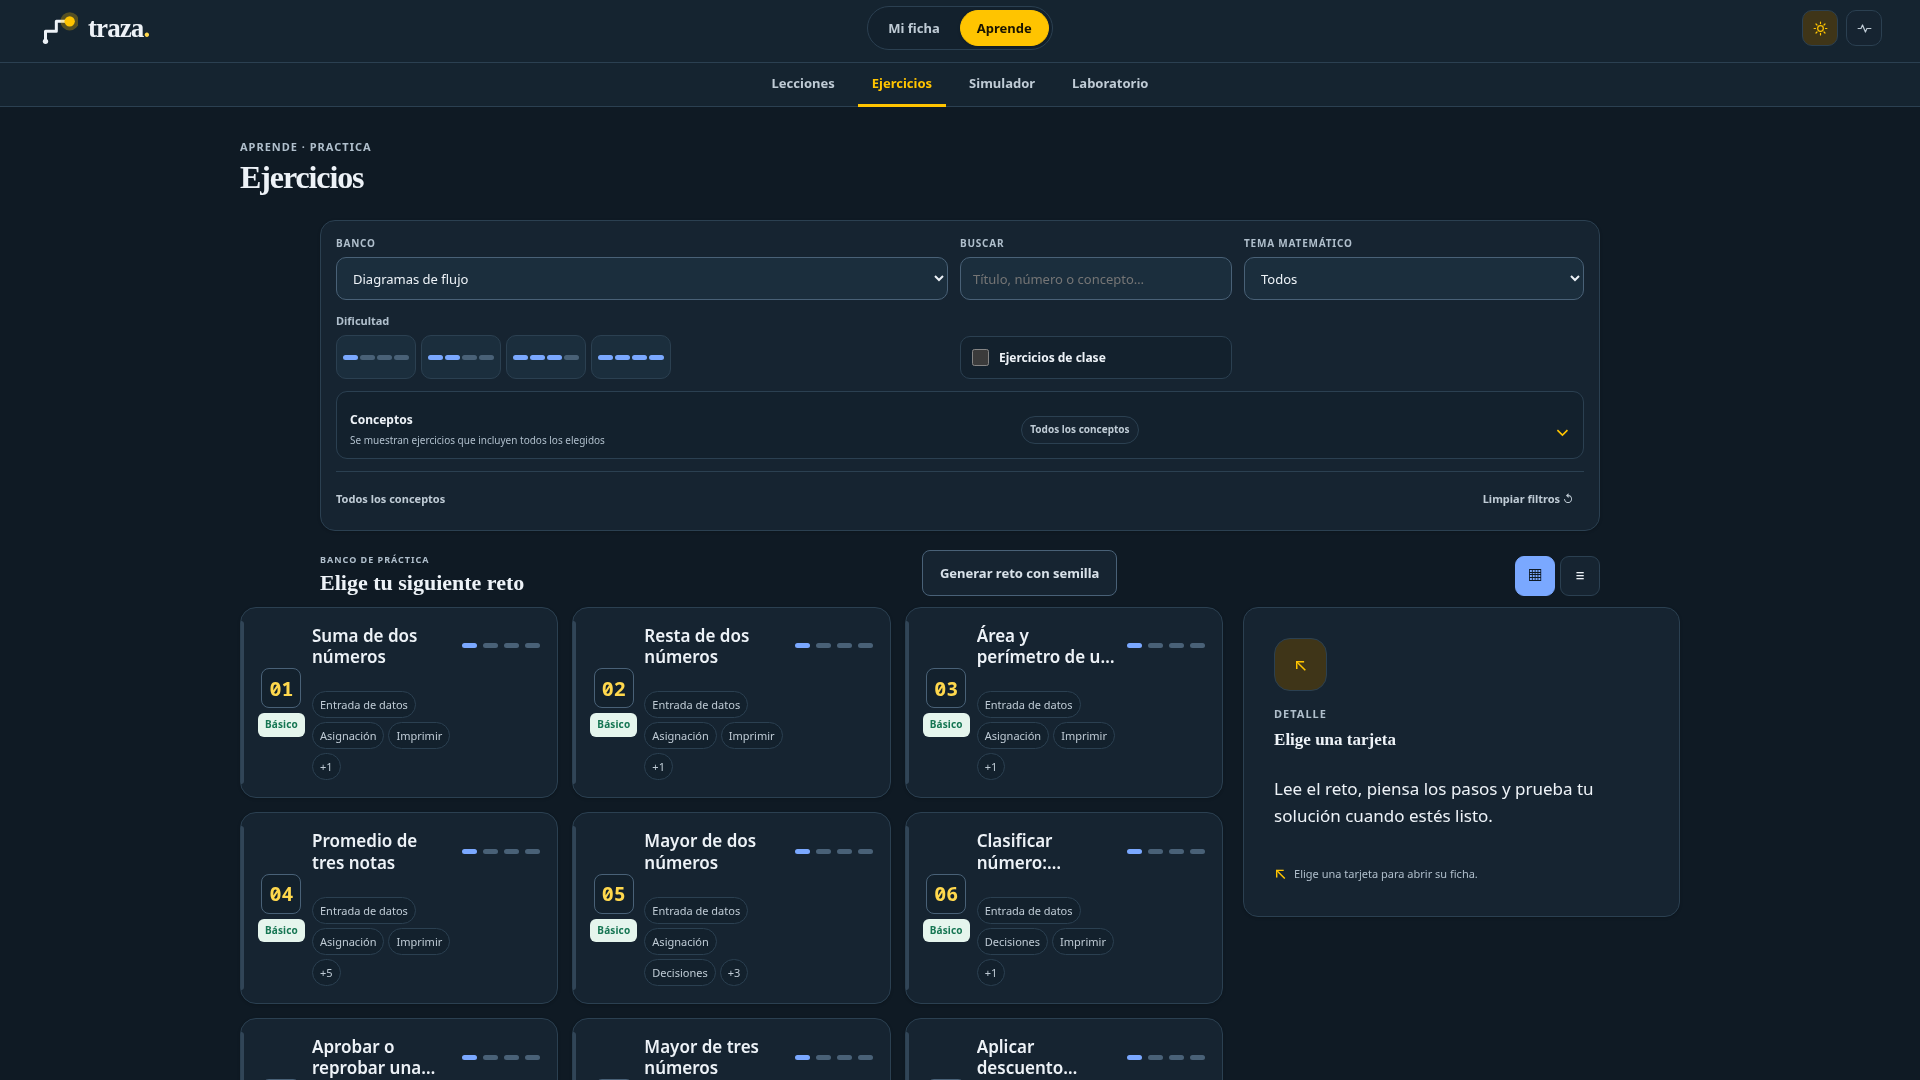 traza.
Mi ficha
Aprende
Lecciones
Ejercicios
Simulador
Laboratorio
APRENDE · PRACTICA
Ejercicios
BANCO
BUSCAR
TEMA MATEMÁTICO
Diagramas de flujo
Título, número o concepto...
Todos
Dificultad
Ejercicios de clase
Conceptos
Se muestran ejercicios que incluyen todos los elegidos
Todos los conceptos
Todos los conceptos
Limpiar filtros
BANCO DE PRÁCTICA
Elige tu siguiente reto
Generar reto con semilla
01
Básico
Suma de dos
números
Entrada de datos
Asignación
Imprimir
+1
02
Básico
Resta de dos
números
Entrada de datos
Asignación
Imprimir
+1
03
Básico
Área y
perímetro de u...
Entrada de datos
Asignación
Imprimir
+1
DETALLE
Elige una tarjeta
Lee el reto, piensa los pasos y prueba tu
solución cuando estés listo.
Elige una tarjeta para abrir su ficha.
04
Básico
Promedio de
tres notas
Entrada de datos
Asignación
Imprimir
+5
05
Básico
Mayor de dos
números
Entrada de datos
Asignación
Decisiones
+3
06
Básico
Clasificar
número:...
Entrada de datos
Decisiones
Imprimir
+1
Aprobar o
reprobar una...
Mayor de tres
números
Aplicar
descuento...